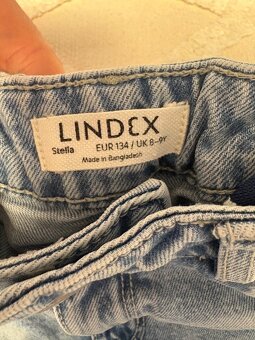 LINDEX
Stella EUR 134 / UK 8-9Y
Made in Bangladesh